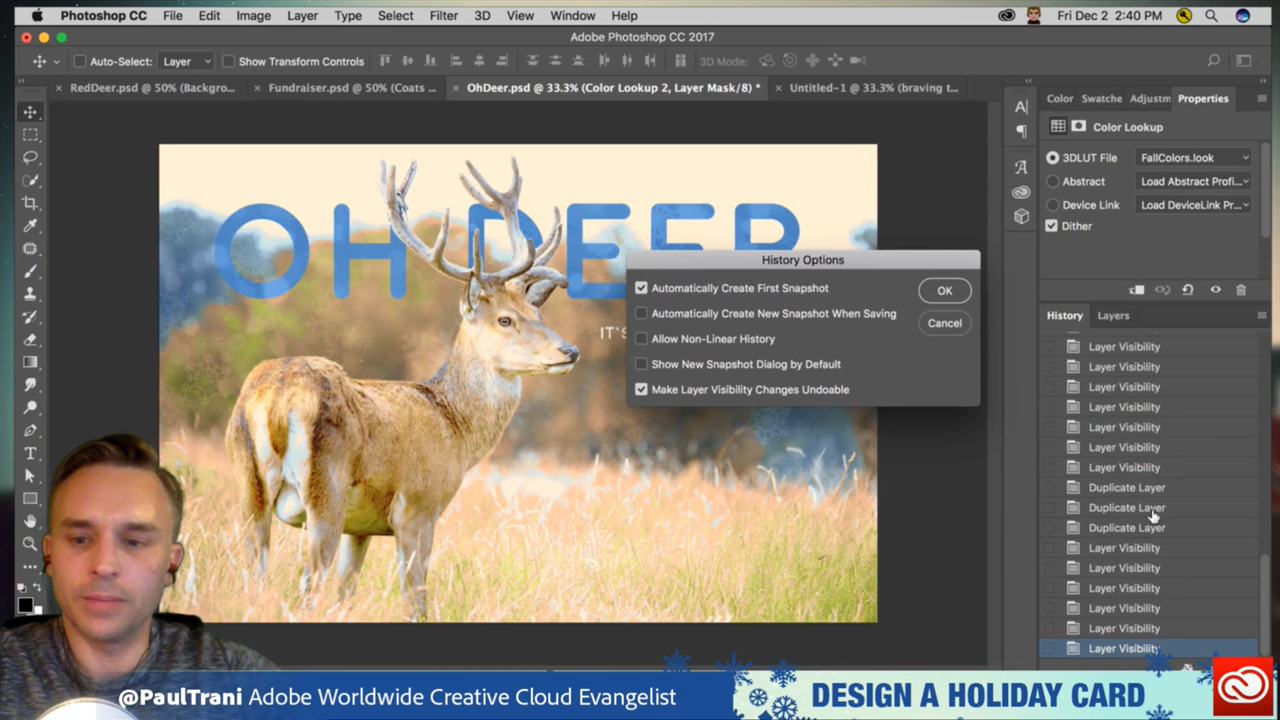 Photoshop CC File Edit Image Layer Type Select Filter 3D View Window Help Fri Dec 2 2:40 PM
Adobe Photoshop CC 2017
Auto-Select: Layer Show Transform Controls 3D Mode:
RedDeer.psd @ 50% (Backgro... Fundraiser.psd @ 50% (Coats ... OhDeer.psd @ 33.3% (Color Lookup 2, Layer Mask/8) * Untitled-1 @ 33.3% (braving t...
Color Swatche Adjustm Properties
Color Lookup
3DLUT File FallColors.look
Abstract Load Abstract Profi...
Device Link Load DeviceLink Pr...
Dither
OH DEER
IT'S
History Options
Automatically Create First Snapshot
Automatically Create New Snapshot When Saving
Allow Non-Linear History
Show New Snapshot Dialog by Default
Make Layer Visibility Changes Undoable
OK
Cancel
History Layers
Layer Visibility
Layer Visibility
Layer Visibility
Layer Visibility
Layer Visibility
Layer Visibility
Layer Visibility
Duplicate Layer
Duplicate Layer
Duplicate Layer
Layer Visibility
Layer Visibility
Layer Visibility
Layer Visibility
Layer Visibility
Layer Visibility
@PaulTrani Adobe Worldwide Creative Cloud Evangelist
DESIGN A HOLIDAY CARD